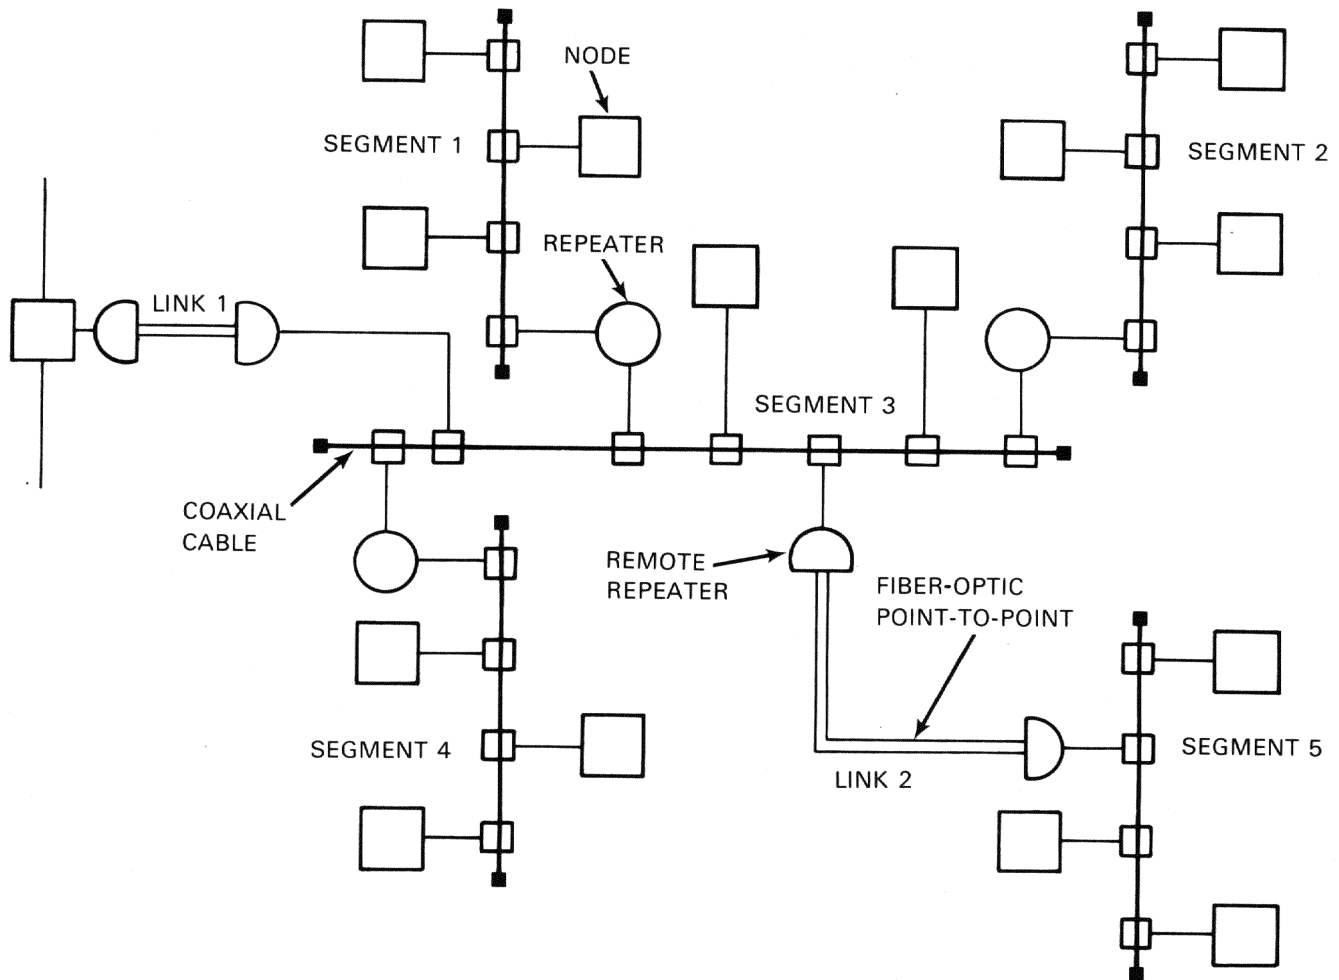 NODE
SEGMENT 1
SEGMENT 2
REPEATER
LINK 1
SEGMENT 3
COAXIAL
CABLE
REMOTE
REPEATER
FIBER-OPTIC
POINT-TO-POINT
SEGMENT 4
SEGMENT 5
LINK 2